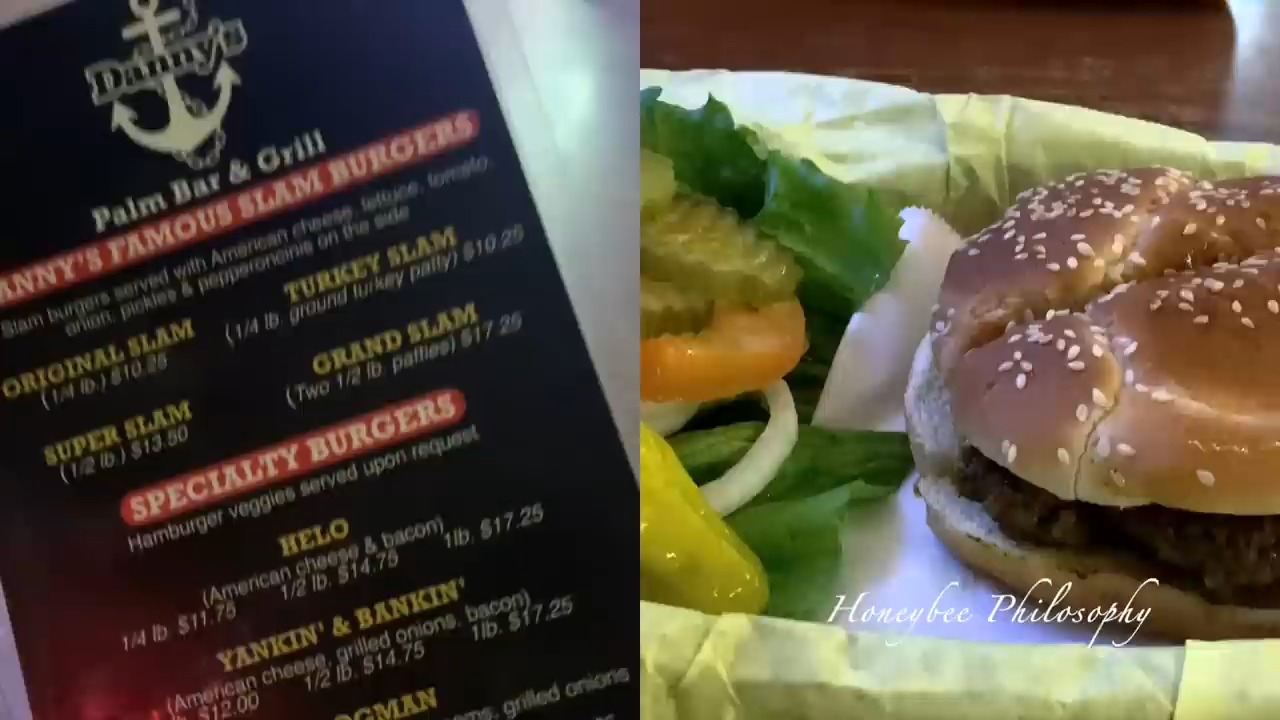 Danny's
Palm Bar & Grill
ANNY'S FAMOUS SLAM BURGERS
Slam burgers served with American cheese, lettuce, tomato,
onion, pickles & pepperoncinis on the side
ORIGINAL SLAM
(1/4 lb.) $10.25
TURKEY SLAM
(1/4 lb. ground turkey patty) $10.25
SUPER SLAM
(1/2 lb.) $13.50
GRAND SLAM
(Two 1/2 lb. patties) $17.25
SPECIALTY BURGERS
Hamburger veggies served upon request
HELO
(American cheese & bacon)
1/4 lb. $11.75 1/2 lb. $14.75 1lb. $17.25
YANKIN' & BANKIN'
(American cheese, grilled onions, bacon)
lb. $12.00 1/2 lb. $14.75 1lb. $17.25
OGMAN
grilled onions
Honeybee Philosophy